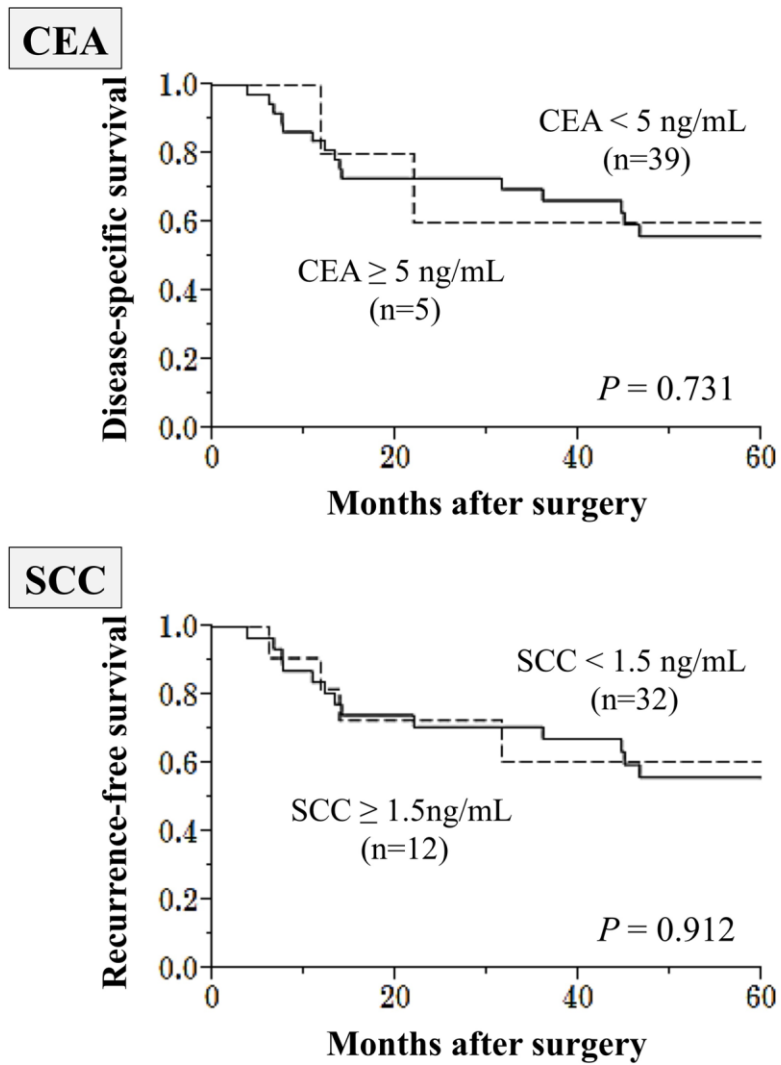 CEA
Disease-specific survival
1.0
0.8
0.6
0.4
0.2
0.0
CEA < 5 ng/mL
(n=39)
CEA ≥ 5 ng/mL
(n=5)
P = 0.731
0 20 40 60
Months after surgery
SCC
Recurrence-free survival
1.0
0.8
0.6
0.4
0.2
0.0
SCC < 1.5 ng/mL
(n=32)
SCC ≥ 1.5ng/mL
(n=12)
P = 0.912
0 20 40 60
Months after surgery